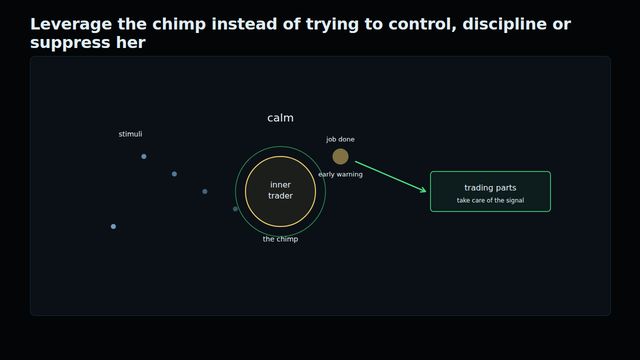 Leverage the chimp instead of trying to control, discipline or
suppress her
calm
stimuli
job done
early warning
inner
trader
trading parts
take care of the signal
the chimp